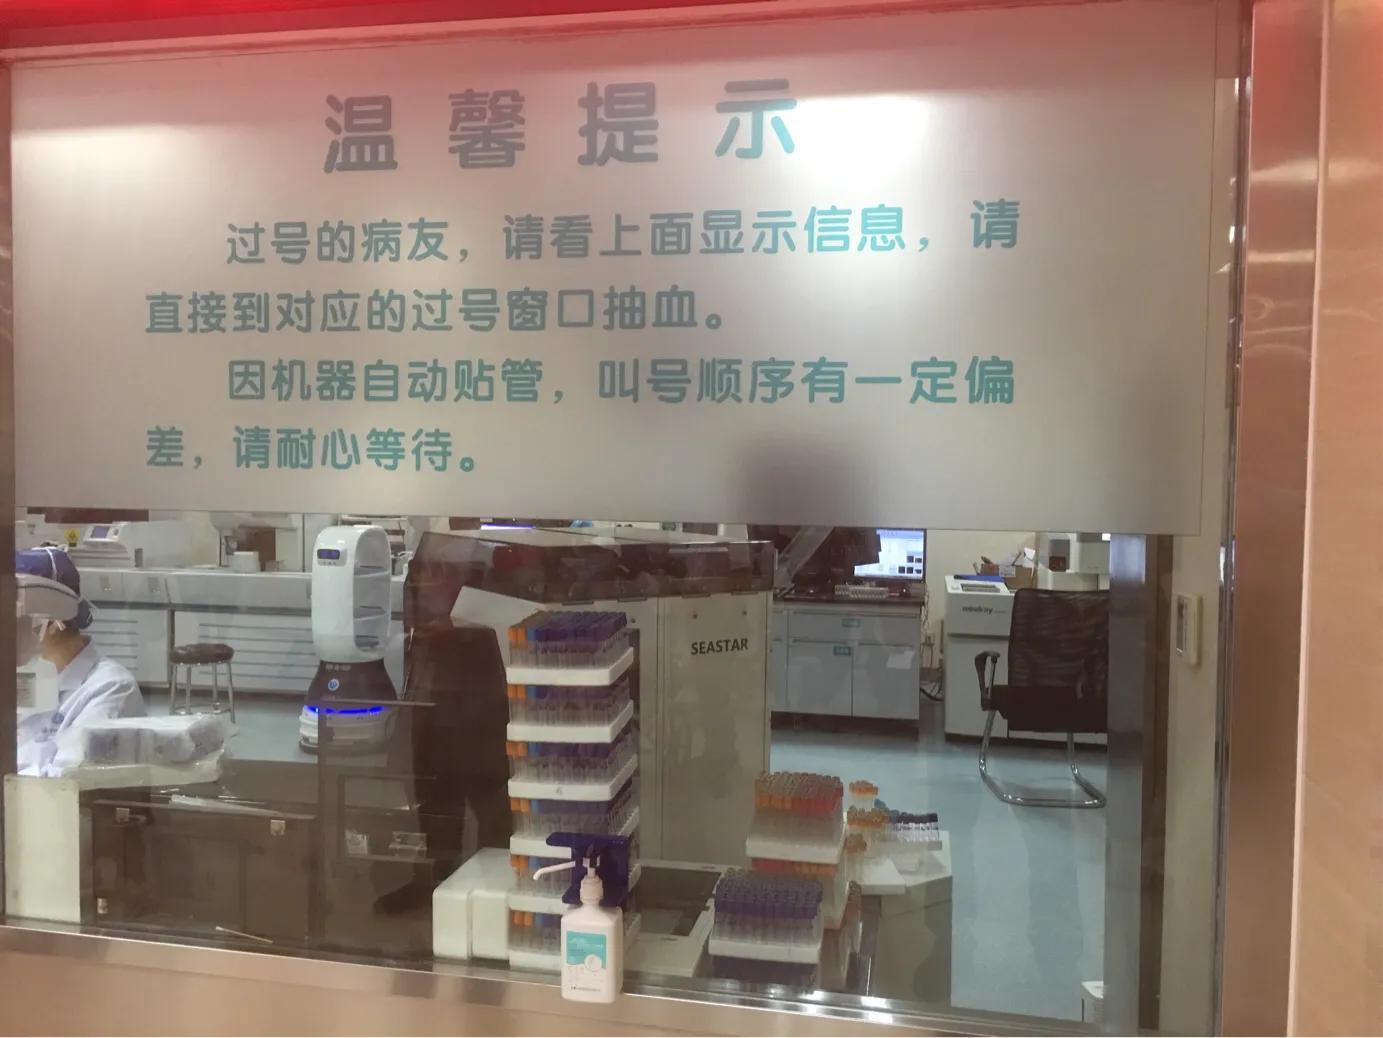 温馨提示
过号的病友，请看上面显示信息，请
直接到对应的过号窗口抽血。
因机器自动贴管，叫号顺序有一定偏
差，请耐心等待。
SEASTAR
mindray